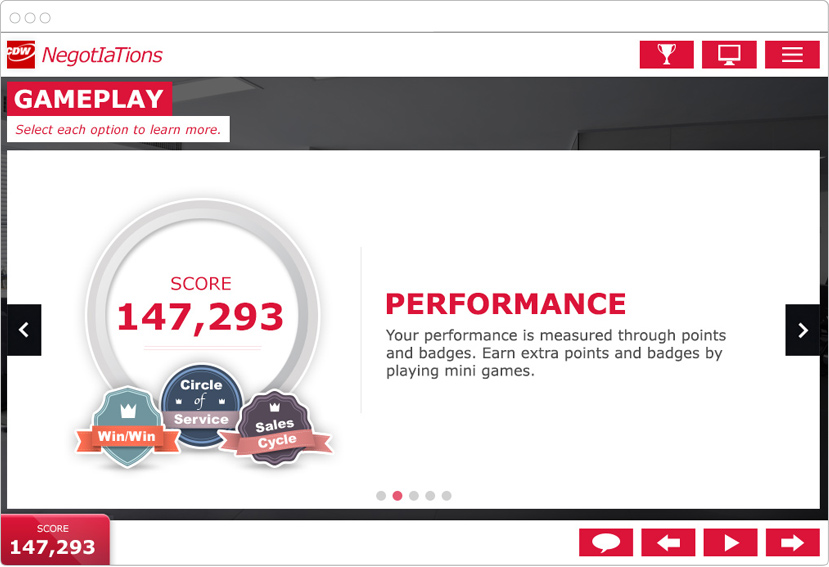 CDW NegotIaTions
GAMEPLAY
Select each option to learn more.
SCORE
147,293
Circle
of
Service
Win/Win
Sales
Cycle
PERFORMANCE
Your performance is measured through points
and badges. Earn extra points and badges by
playing mini games.
SCORE
147,293